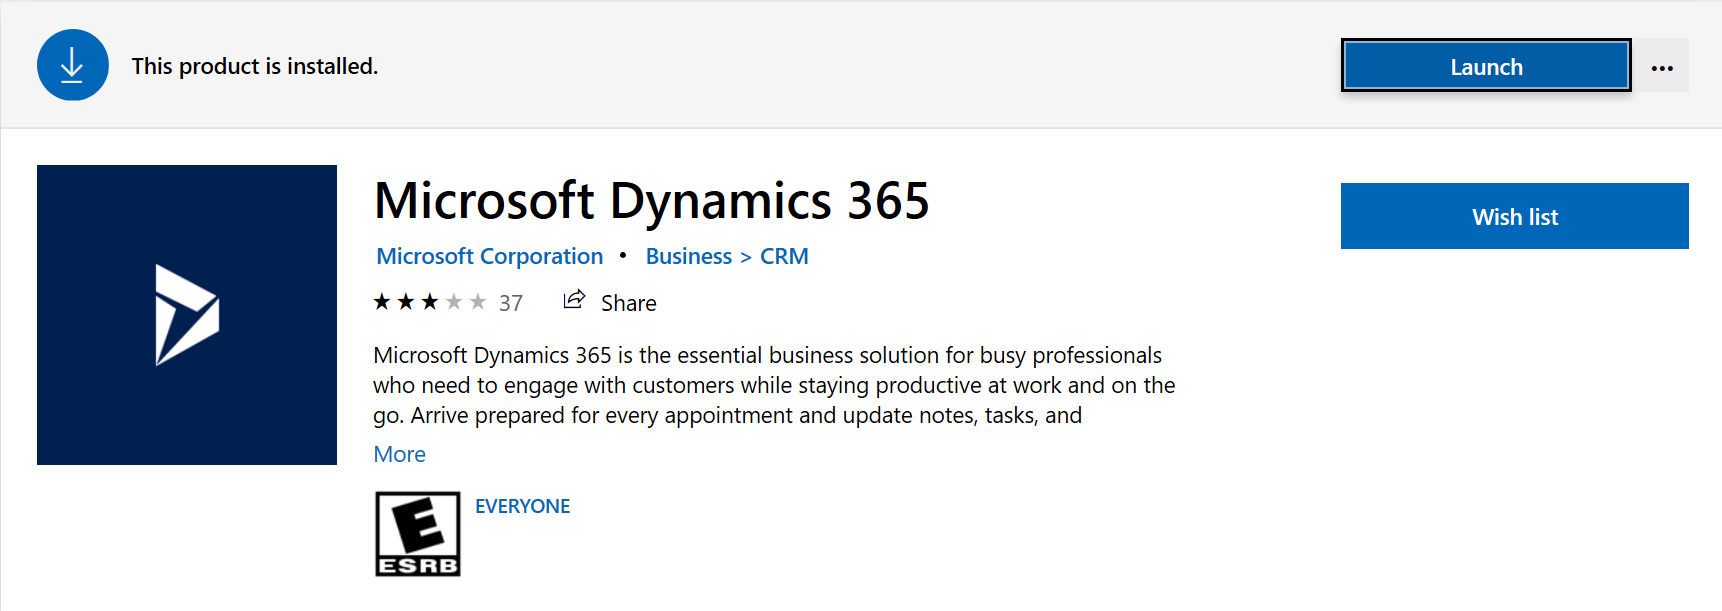 This product is installed.
Launch
•••
Microsoft Dynamics 365
Wish list
Microsoft Corporation • Business > CRM
37 Share
Microsoft Dynamics 365 is the essential business solution for busy professionals
who need to engage with customers while staying productive at work and on the
go. Arrive prepared for every appointment and update notes, tasks, and
More
E
ESRB
EVERYONE